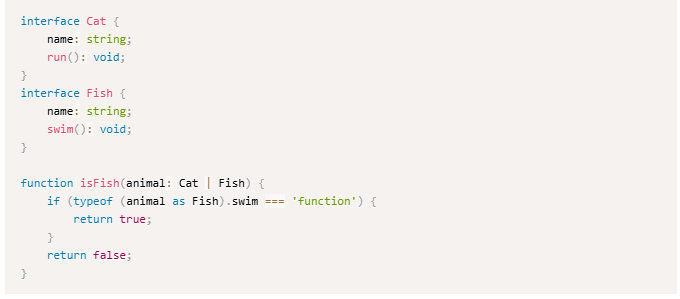 interface Cat {
    name: string;
    run(): void;
}
interface Fish {
    name: string;
    swim(): void;
}

function isFish(animal: Cat | Fish) {
    if (typeof (animal as Fish).swim === 'function') {
        return true;
    }
    return false;
}